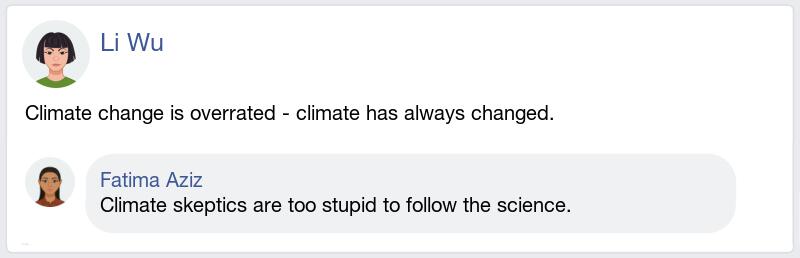 Li Wu
Climate change is overrated - climate has always changed.
Fatima Aziz
Climate skeptics are too stupid to follow the science.